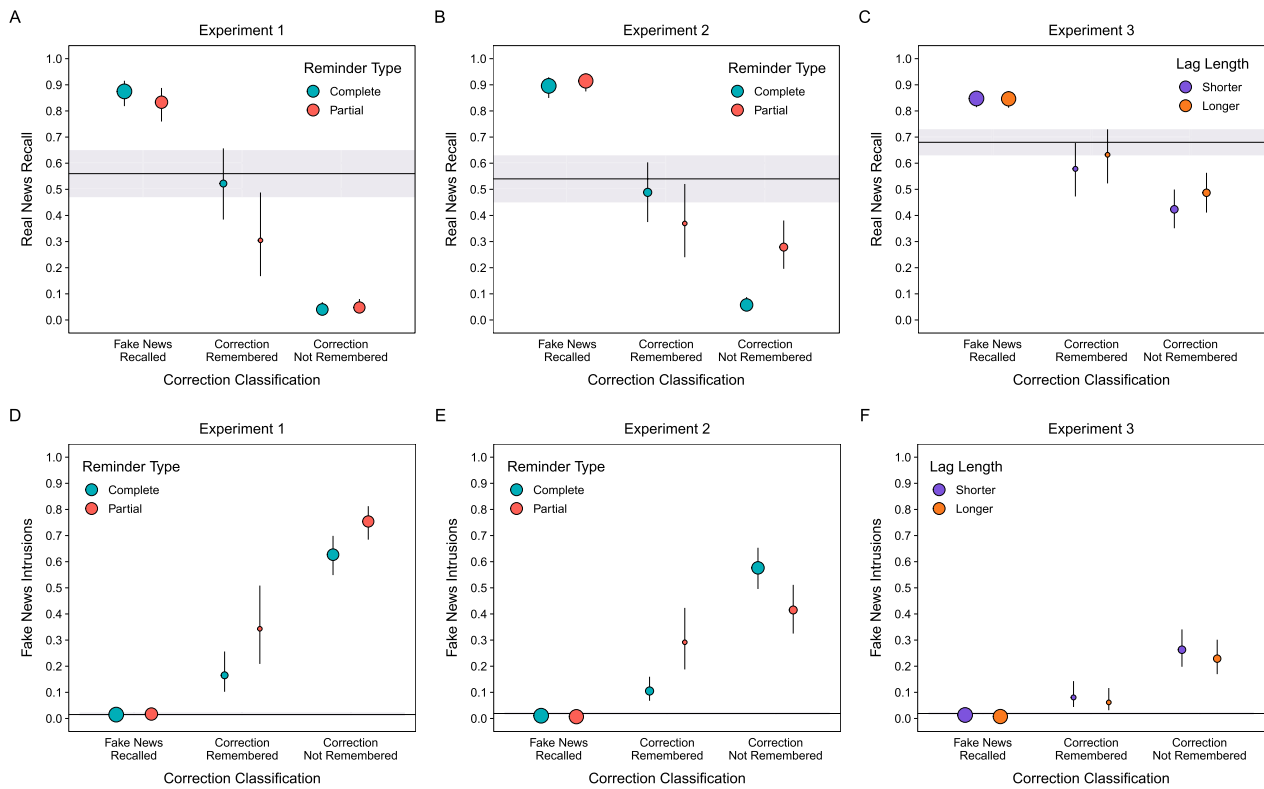 A
Experiment 1
Real News Recall
1.0
0.9
0.8
0.7
0.6
0.5
0.4
0.3
0.2
0.1
0.0
Reminder Type
Complete
Partial
Fake News
Recalled
Correction
Remembered
Correction
Not Remembered
Correction Classification
B
Experiment 2
Real News Recall
1.0
0.9
0.8
0.7
0.6
0.5
0.4
0.3
0.2
0.1
0.0
Reminder Type
Complete
Partial
Fake News
Recalled
Correction
Remembered
Correction
Not Remembered
Correction Classification
C
Experiment 3
Real News Recall
1.0
0.9
0.8
0.7
0.6
0.5
0.4
0.3
0.2
0.1
0.0
Lag Length
Shorter
Longer
Fake News
Recalled
Correction
Remembered
Correction
Not Remembered
Correction Classification
D
Experiment 1
Fake News Intrusions
1.0
0.9
0.8
0.7
0.6
0.5
0.4
0.3
0.2
0.1
0.0
Reminder Type
Complete
Partial
Fake News
Recalled
Correction
Remembered
Correction
Not Remembered
Correction Classification
E
Experiment 2
Fake News Intrusions
1.0
0.9
0.8
0.7
0.6
0.5
0.4
0.3
0.2
0.1
0.0
Reminder Type
Complete
Partial
Fake News
Recalled
Correction
Remembered
Correction
Not Remembered
Correction Classification
F
Experiment 3
Fake News Intrusions
1.0
0.9
0.8
0.7
0.6
0.5
0.4
0.3
0.2
0.1
0.0
Lag Length
Shorter
Longer
Fake News
Recalled
Correction
Remembered
Correction
Not Remembered
Correction Classification